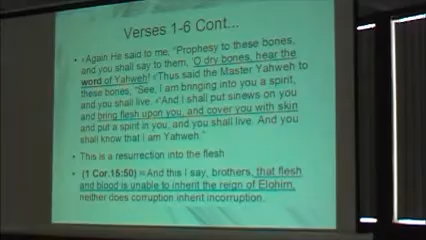 Verses 1-6 Cont...
• 4Again He said to me, "Prophesy to these bones,
and you shall say to them, 'O dry bones, hear the
word of Yahweh! 5Thus said the Master Yahweh to
these bones, "See, I am bringing into you a spirit,
and you shall live. 6And I shall put sinews on you
and bring flesh upon you, and cover you with skin
and put a spirit in you, and you shall live. And you
shall know that I am Yahweh."
• This is a resurrection into the flesh
• (1 Cor.15:50) 50And this I say, brothers, that flesh
and blood is unable to inherit the reign of Elohim,
neither does corruption inherit incorruption.